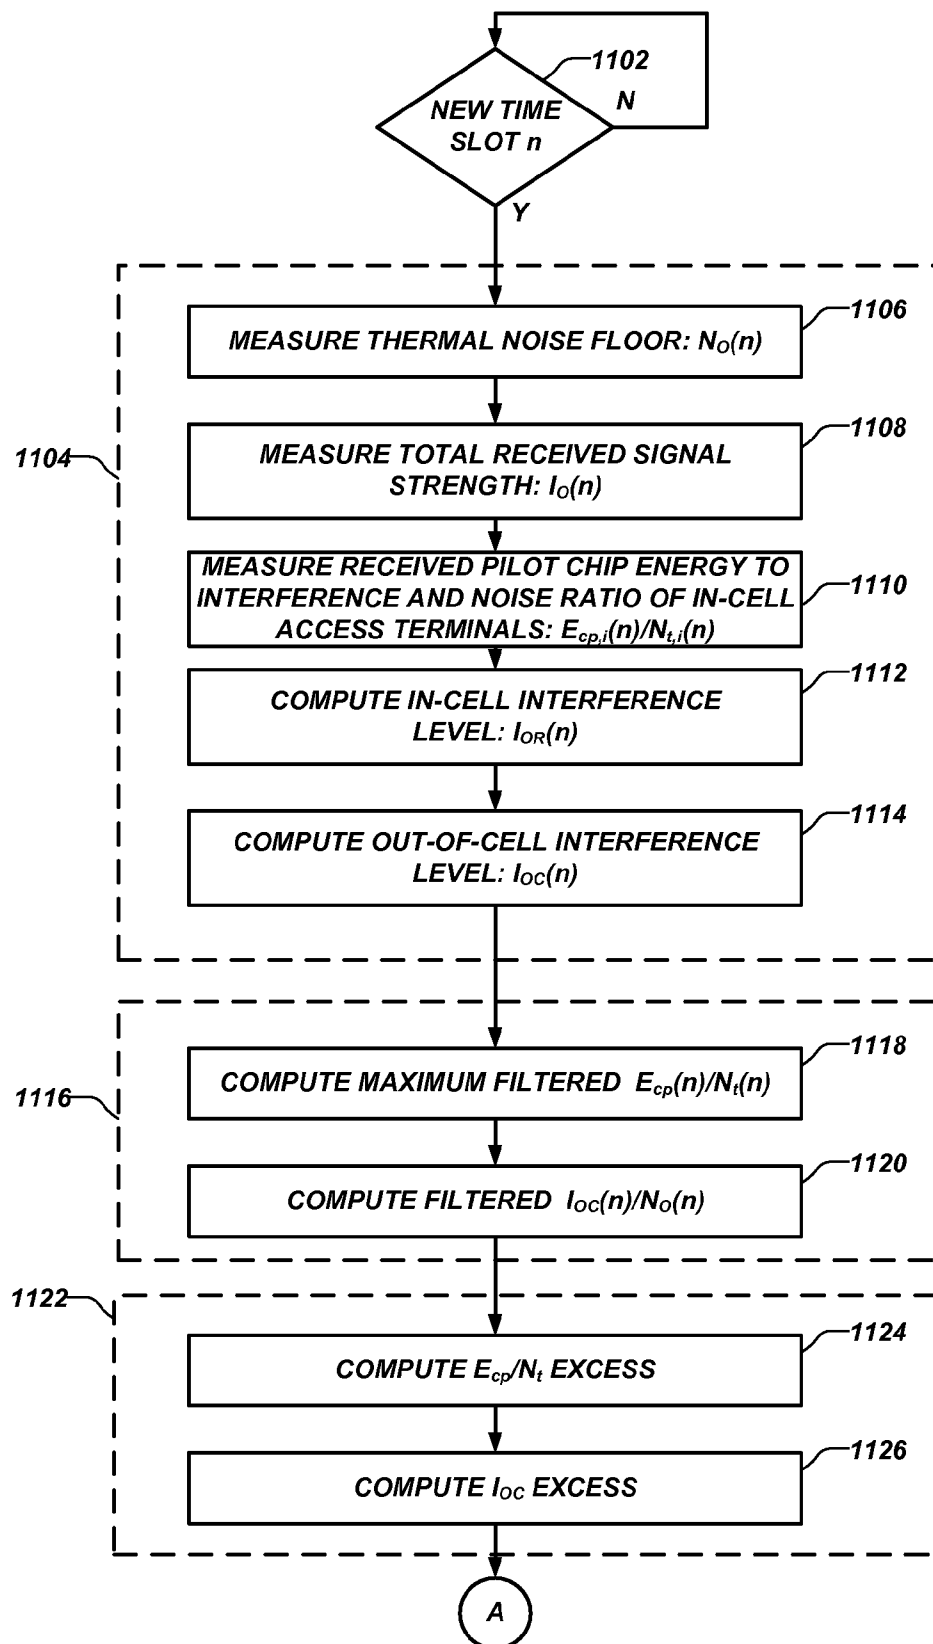 1102
NEW TIME
SLOT n
N
Y
1106
MEASURE THERMAL NOISE FLOOR: NO(n)
1108
1104
MEASURE TOTAL RECEIVED SIGNAL
STRENGTH: IO(n)
MEASURE RECEIVED PILOT CHIP ENERGY TO
INTERFERENCE AND NOISE RATIO OF IN-CELL
ACCESS TERMINALS: Ecp,i(n)/Nt,i(n)
1110
1112
COMPUTE IN-CELL INTERFERENCE
LEVEL: IOR(n)
1114
COMPUTE OUT-OF-CELL INTERFERENCE
LEVEL: IOC(n)
1118
COMPUTE MAXIMUM FILTERED Ecp(n)/Nt(n)
1116
1120
COMPUTE FILTERED IOC(n)/NO(n)
1122
1124
COMPUTE Ecp/Nt EXCESS
1126
COMPUTE IOC EXCESS
A